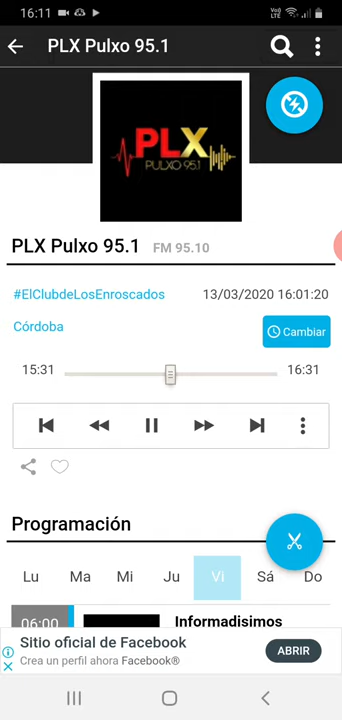 16:11
Vo)) LTE
PLX Pulxo 95.1
PLX
PULXO 95.1
PLX Pulxo 95.1 FM 95.10
#ElClubdeLosEnroscados 13/03/2020 16:01:20
Córdoba Cambiar
15:31 16:31
Programación
Lu Ma Mi Ju Vi Sá Do
06:00 Informadisimos
Sitio oficial de Facebook
Crea un perfil ahora Facebook®
ABRIR